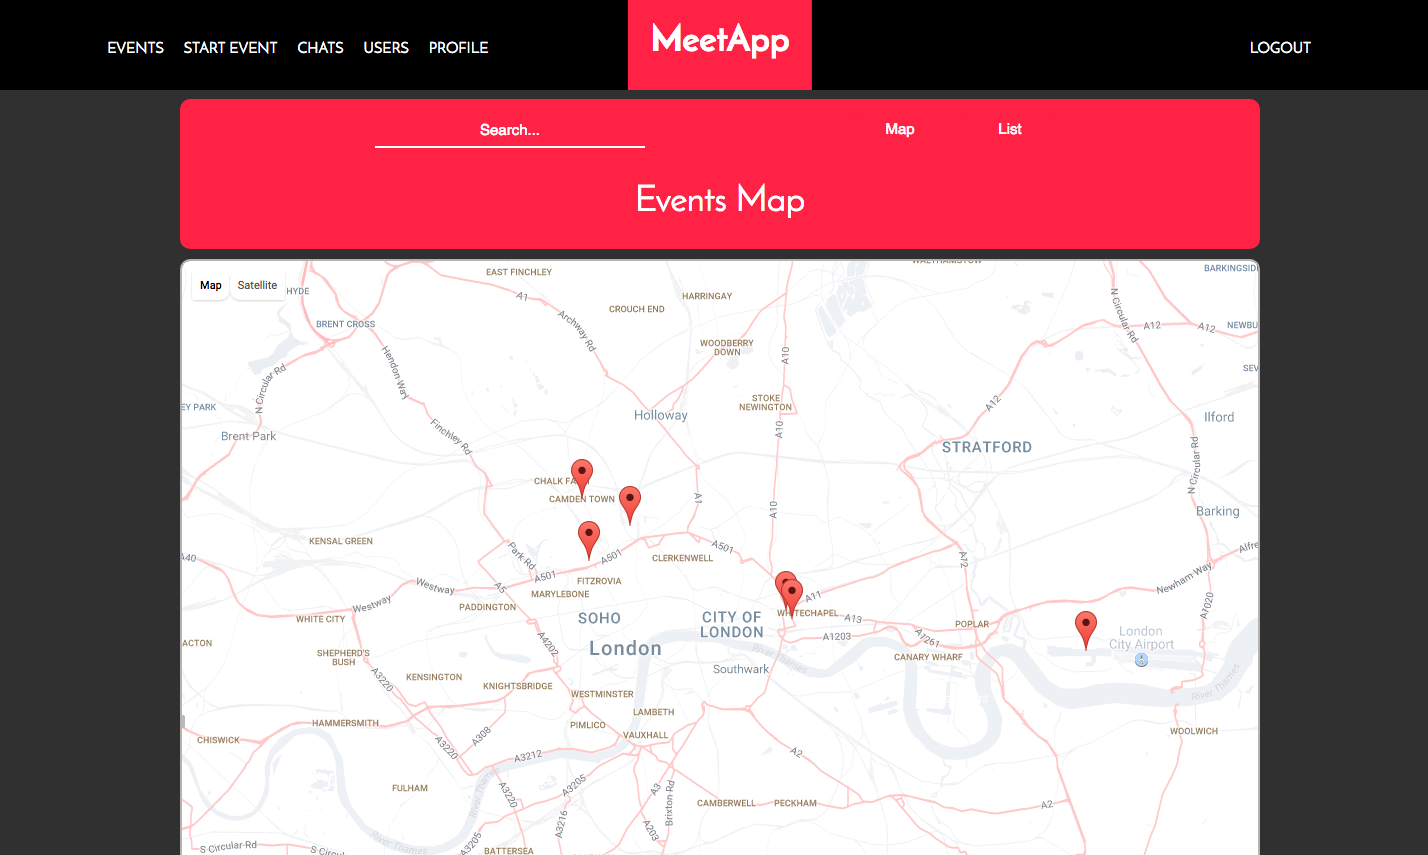 EVENTS START EVENT CHATS USERS PROFILE
MeetApp
LOGOUT
Search...
Map
List
Events Map
Map
Satellite
HYDE
EAST FINCHLEY
BARKINGSID
HARRINGAY
CROUCH END
A1
Archway Rd
N Circular Rd
BRENT CROSS
A12
A12
NEWBU
WOODBERRY
DOWN
A10
Hendon Way
N Circular Rd
SEV
STOKE
NEWINGTON
A12
EY PARK
Holloway
Ilford
Brent Park
Finchley Rd
A10
STRATFORD
N Circular Rd
CHALK FA
CAMDEN TOWN
A1
A10
Barking
KENSAL GREEN
Park Rd
A501
A501
A501
CLERKENWELL
A40
A12
Alfre
Westway
A5
FITZROVIA
MARYLEBONE
Newham Way
Westway
PADDINGTON
A11
A1020
WHITE CITY
SOHO
CITY OF
LONDON
WHITECHAPEL
A13
POPLAR
London
City Airport
ACTON
A4202
London
A1203
A1261
River Thames
SHEPHERD'S
BUSH
CANARY WHARF
Southwark
A3220
KENSINGTON
KNIGHTSBRIDGE
WESTMINSTER
River Thames
LAMBETH
HAMMERSMITH
PIMLICO
VAUXHALL
WOOLWICH
CHISWICK
A3220
A308
A3212
A2
FULHAM
A3220
A3205
A3
Brixton Rd
CAMBERWELL
PECKHAM
A2
River Thames
A3216
A203
River Thames
A3205
S Circular Rd
BATTERSEA